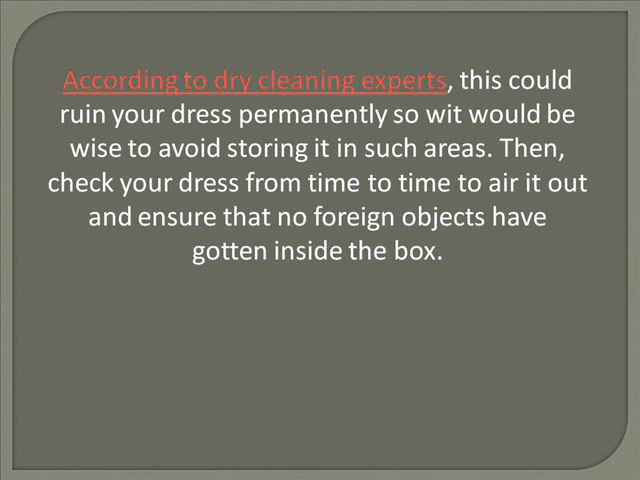 According to dry cleaning experts, this could
ruin your dress permanently so wit would be
wise to avoid storing it in such areas. Then,
check your dress from time to time to air it out
and ensure that no foreign objects have
gotten inside the box.